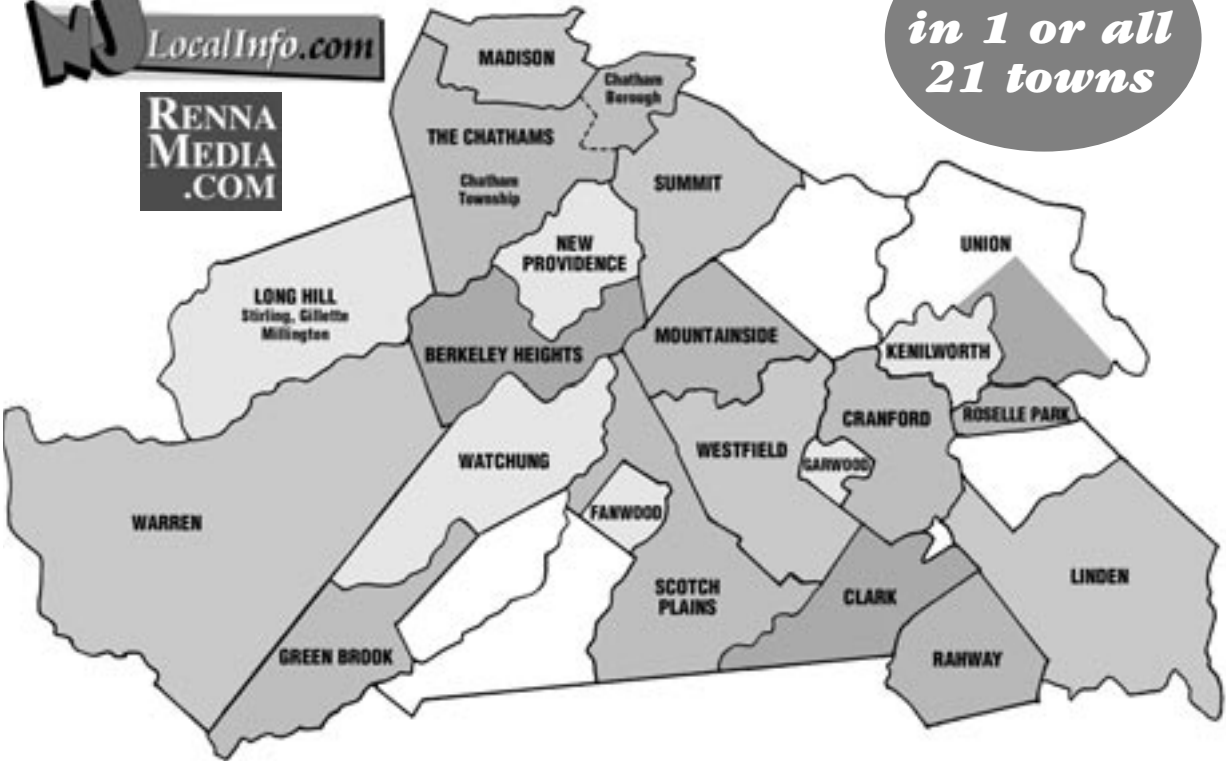 NJ
LocalInfo.com
RENNA
MEDIA
.COM
in 1 or all
21 towns
MADISON
Chatham
Borough
THE CHATHAMS
Chatham
Township
SUMMIT
NEW
PROVIDENCE
UNION
LONG HILL
Stirling, Gillette
Millington
BERKELEY HEIGHTS
MOUNTAINSIDE
KENILWORTH
CRANFORD
ROSELLE PARK
WESTFIELD
GARWOOD
WATCHUNG
FANWOOD
WARREN
SCOTCH
PLAINS
CLARK
LINDEN
GREEN BROOK
RAHWAY